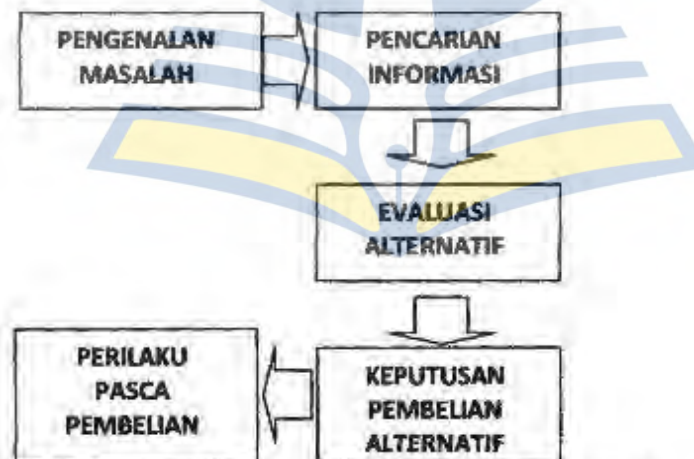 PENGENALAN
MASALAH
PENCARIAN
INFORMASI
EVALUASI
ALTERNATIF
KEPUTUSAN
PEMBELIAN
ALTERNATIF
PERILAKU
PASCA
PEMBELIAN